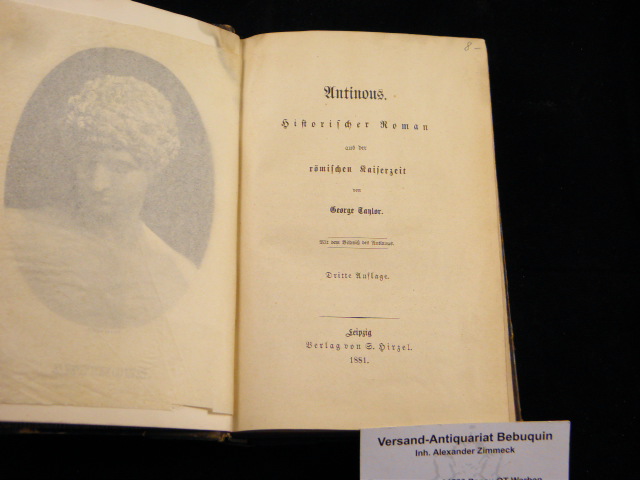 8-
Antinous.
Historischer Roman
aus der
römischen Kaiserzeit
von
George Taylor.
Mit dem Bildniß des Antinous.
Dritte Auflage.
Leipzig
Verlag von S. Hirzel.
1881.
Versand-Antiquariat Bebuquin
Inh. Alexander Zimmeck